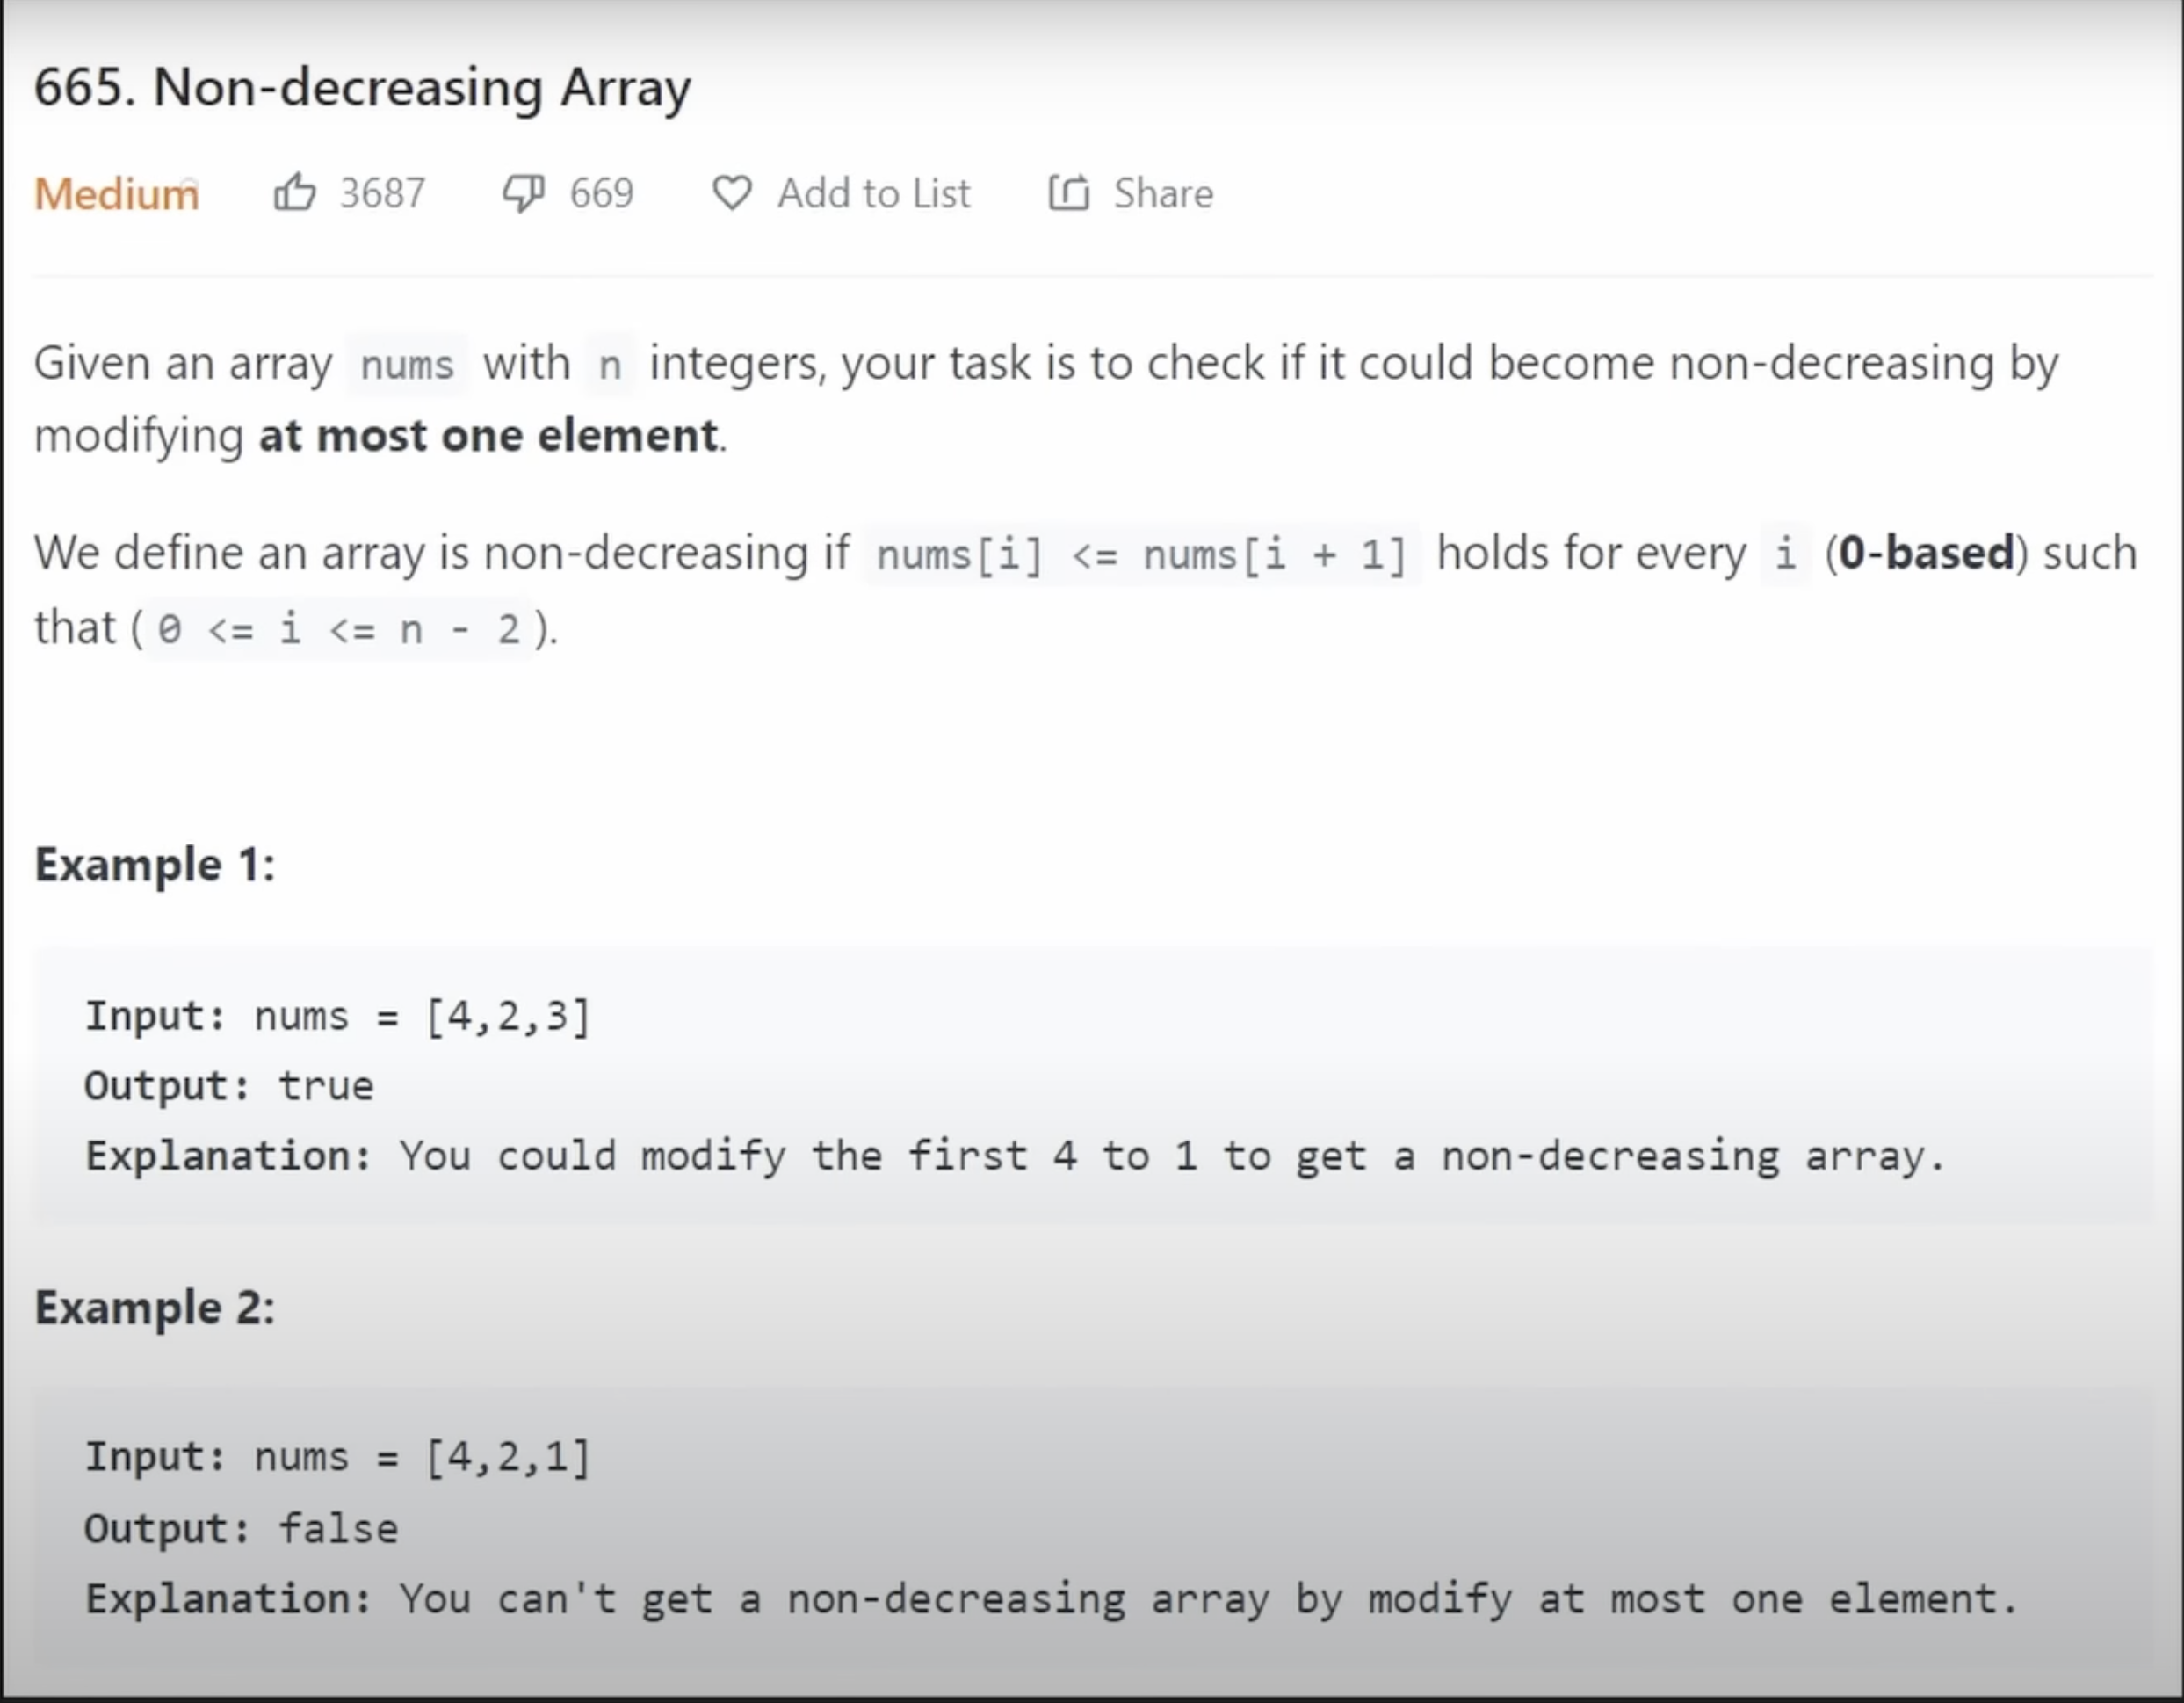 665. Non-decreasing Array
Medium 3687 669 Add to List Share
Given an array nums with n integers, your task is to check if it could become non-decreasing by
modifying at most one element.
We define an array is non-decreasing if nums[i] <= nums[i + 1] holds for every i (0-based) such
that (0 <= i <= n - 2).
Example 1:
Input: nums = [4,2,3]
Output: true
Explanation: You could modify the first 4 to 1 to get a non-decreasing array.
Example 2:
Input: nums = [4,2,1]
Output: false
Explanation: You can't get a non-decreasing array by modify at most one element.